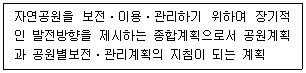 자연공원을 보전ㆍ이용ㆍ관리하기 위하여 장기적
인 발전방향을 제시하는 종합계획으로서 공원계획
과 공원별보전ㆍ관리계획의 지침이 되는 계획